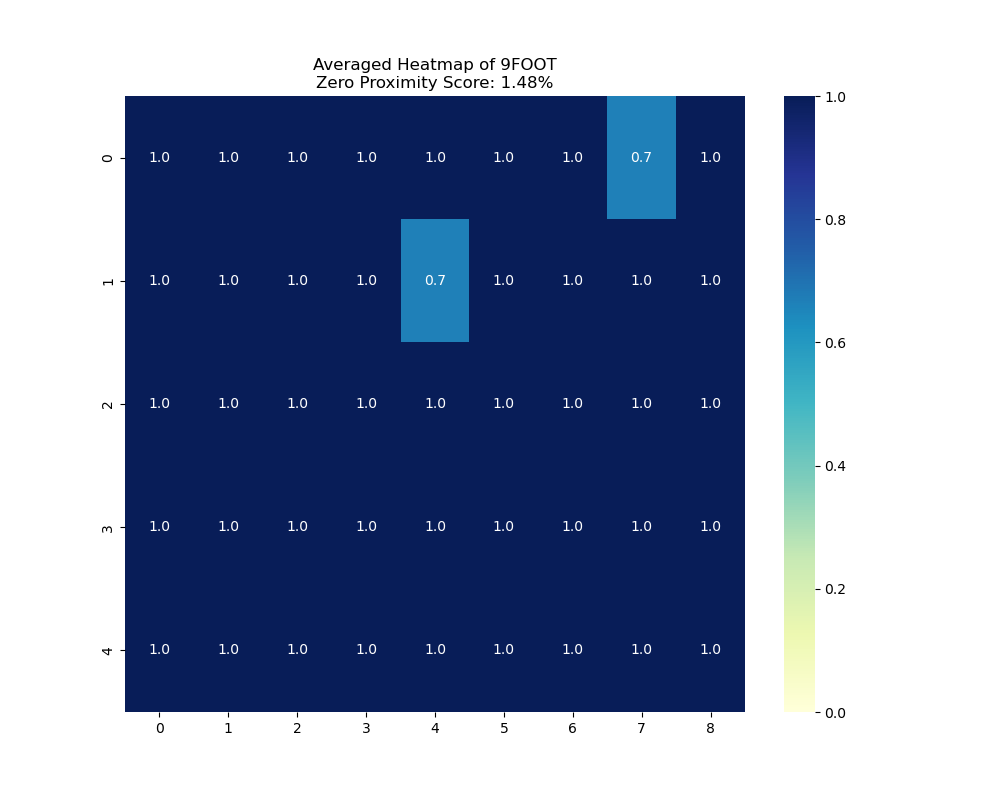 Averaged Heatmap of 9FOOT
Zero Proximity Score: 1.48%
0 1.0 1.0 1.0 1.0 1.0 1.0 1.0 0.7 1.0
1 1.0 1.0 1.0 1.0 0.7 1.0 1.0 1.0 1.0
2 1.0 1.0 1.0 1.0 1.0 1.0 1.0 1.0 1.0
3 1.0 1.0 1.0 1.0 1.0 1.0 1.0 1.0 1.0
4 1.0 1.0 1.0 1.0 1.0 1.0 1.0 1.0 1.0
0 1 2 3 4 5 6 7 8
1.0
0.8
0.6
0.4
0.2
0.0